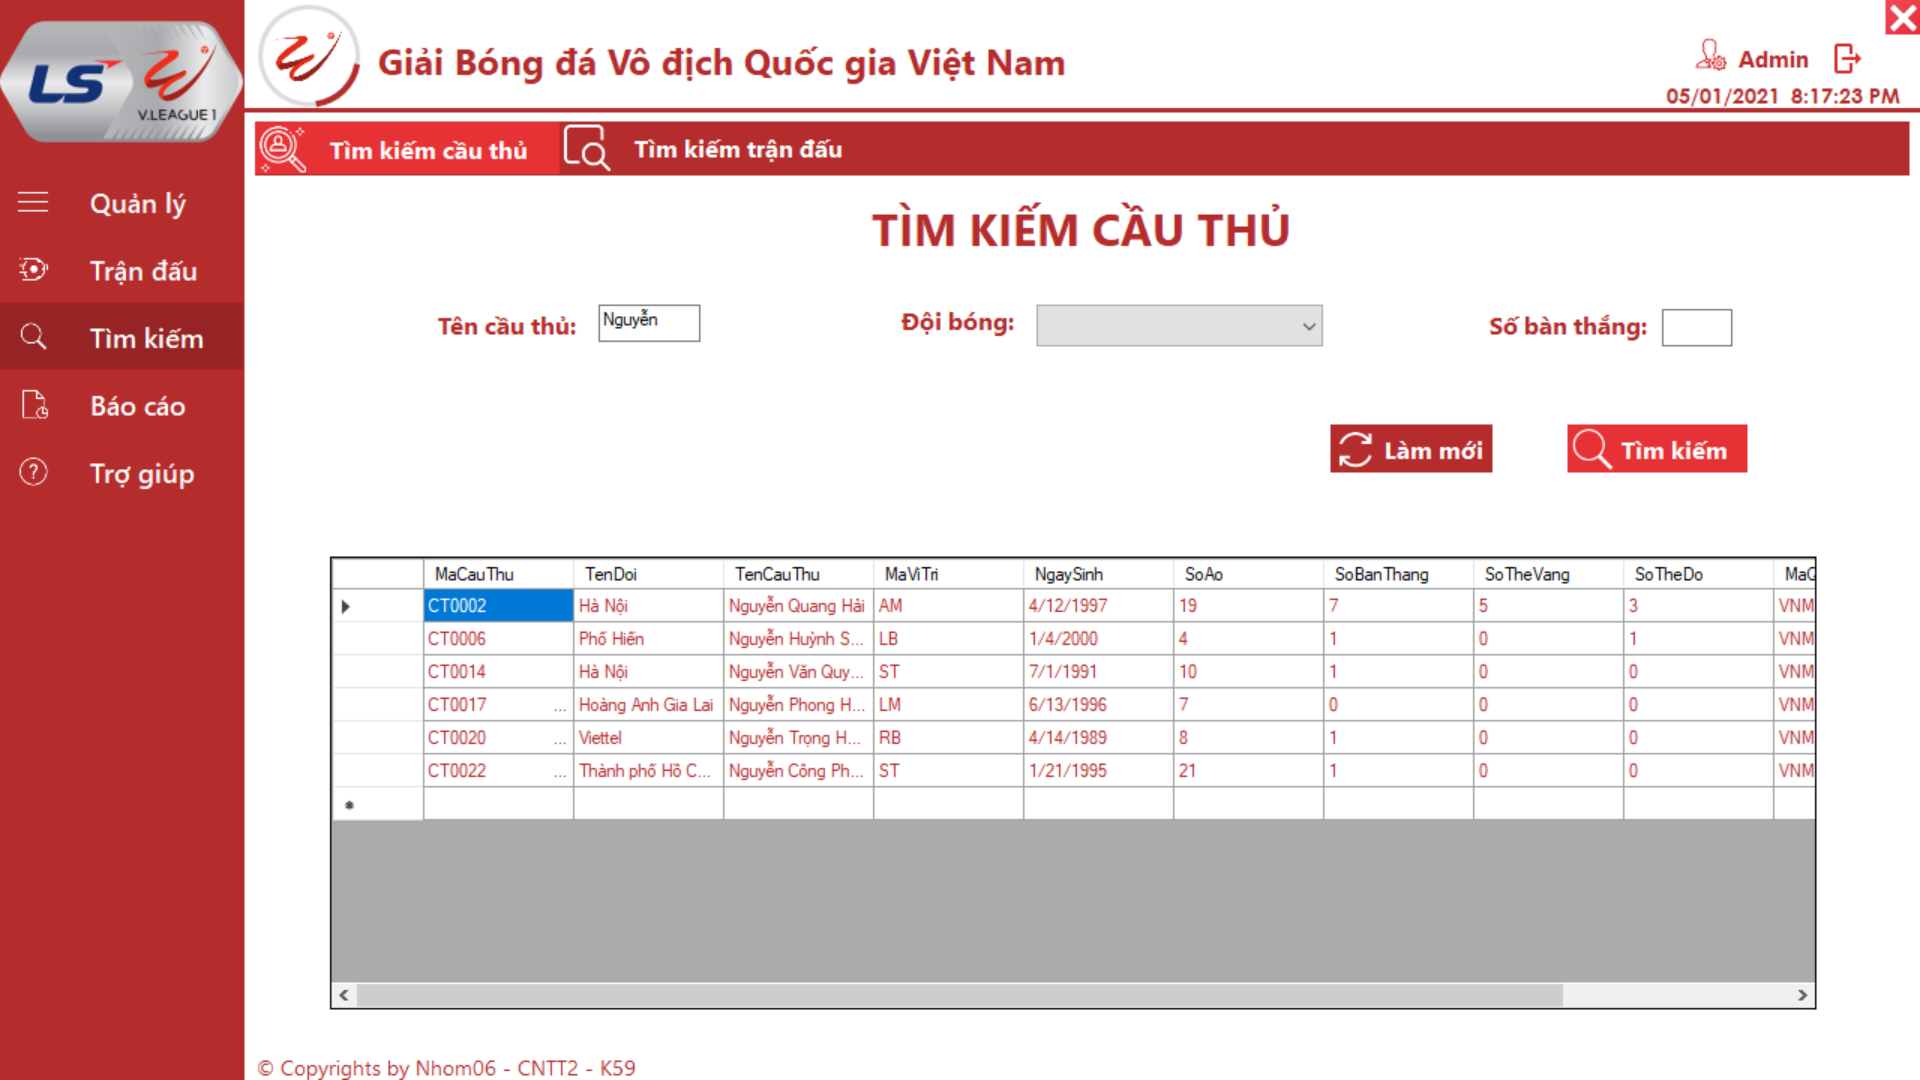 LS
V.LEAGUE 1
Giải Bóng đá Vô địch Quốc gia Việt Nam
Admin
05/01/2021 8:17:23 PM
Tìm kiếm cầu thủ
Tìm kiếm trận đấu
Quản lý
Trận đấu
Tìm kiếm
Báo cáo
Trợ giúp
TÌM KIẾM CẦU THỦ
Tên cầu thủ: Nguyễn
Đội bóng:
Số bàn thắng:
Làm mới
Tìm kiếm
MaCauThu TenDoi TenCauThu MaViTri NgaySinh SoAo SoBanThang SoTheVang SoTheDo MaQ
CT0002 Hà Nội Nguyễn Quang Hải AM 4/12/1997 19 7 5 3 VNM
CT0006 Phố Hiến Nguyễn Huỳnh S... LB 1/4/2000 4 1 0 1 VNM
CT0014 Hà Nội Nguyễn Văn Quy... ST 7/1/1991 10 1 0 0 VNM
CT0017 ... Hoàng Anh Gia Lai Nguyễn Phong H... LM 6/13/1996 7 0 0 0 VNM
CT0020 ... Viettel Nguyễn Trọng H... RB 4/14/1989 8 1 0 0 VNM
CT0022 ... Thành phố Hồ C... Nguyễn Công Ph... ST 1/21/1995 21 1 0 0 VNM
© Copyrights by Nhom06 - CNTT2 - K59